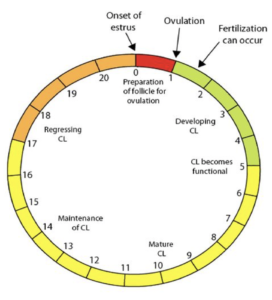 Onset of
estrus
Ovulation
Fertilization
can occur
0
Preparation
of follicle for
ovulation
1
2
3
Developing
CL
4
CL becomes
functional
5
6
7
8
9
Mature
CL
10
11
12
13
Maintenance
of CL
14
15
16
17
Regressing
CL
18
19
20